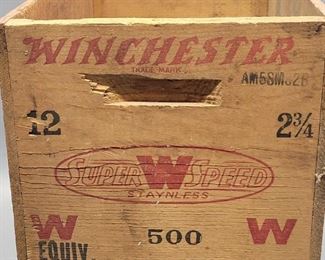 WINCHESTER
TRADE-MARK
12
2¾
SUPER W SPEED
STAYNLESS
W 500 W
EQUIV